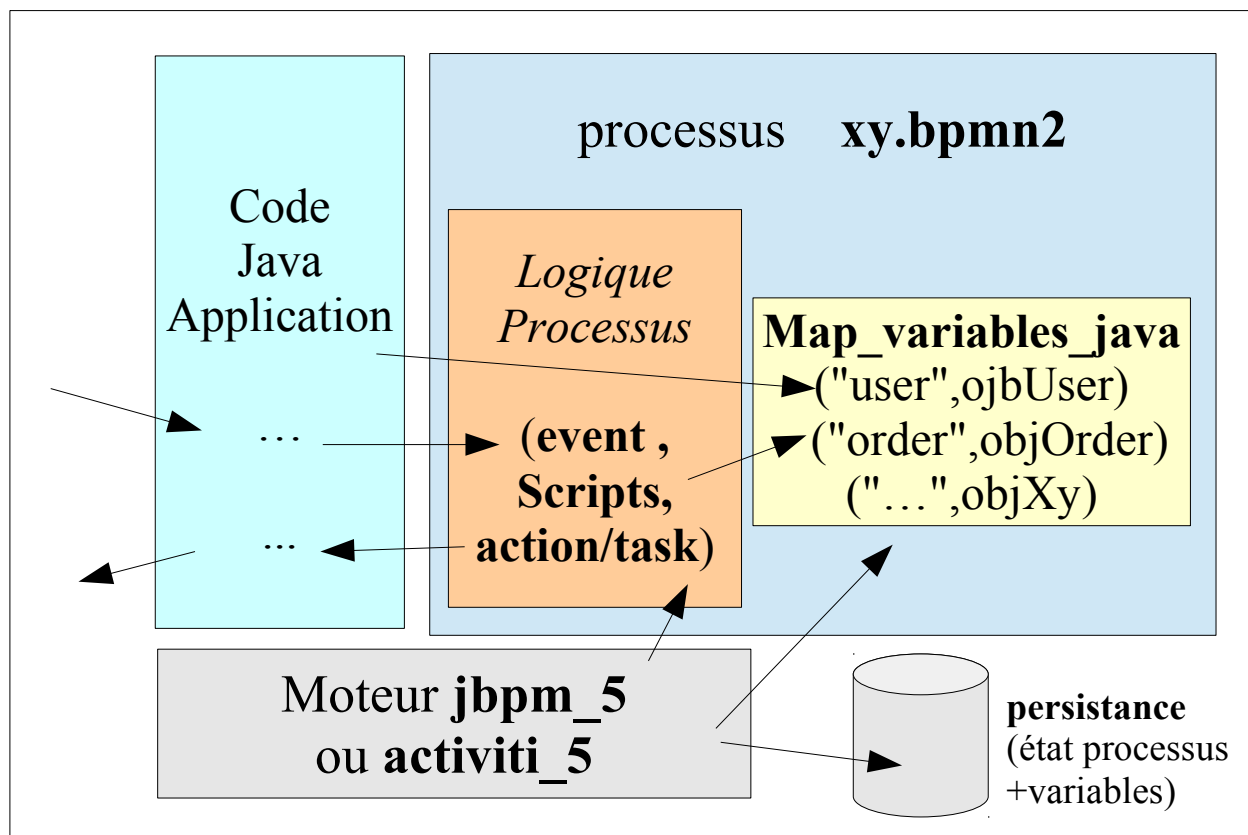 processus xy.bpmn2
Code
Java
Application
...
...
Logique
Processus
(event ,
Scripts,
action/task)
Map_variables_java
("user",ojbUser)
("order",objOrder)
("...",objXy)
Moteur jbpm_5
ou activiti_5
persistance
(état processus
+variables)